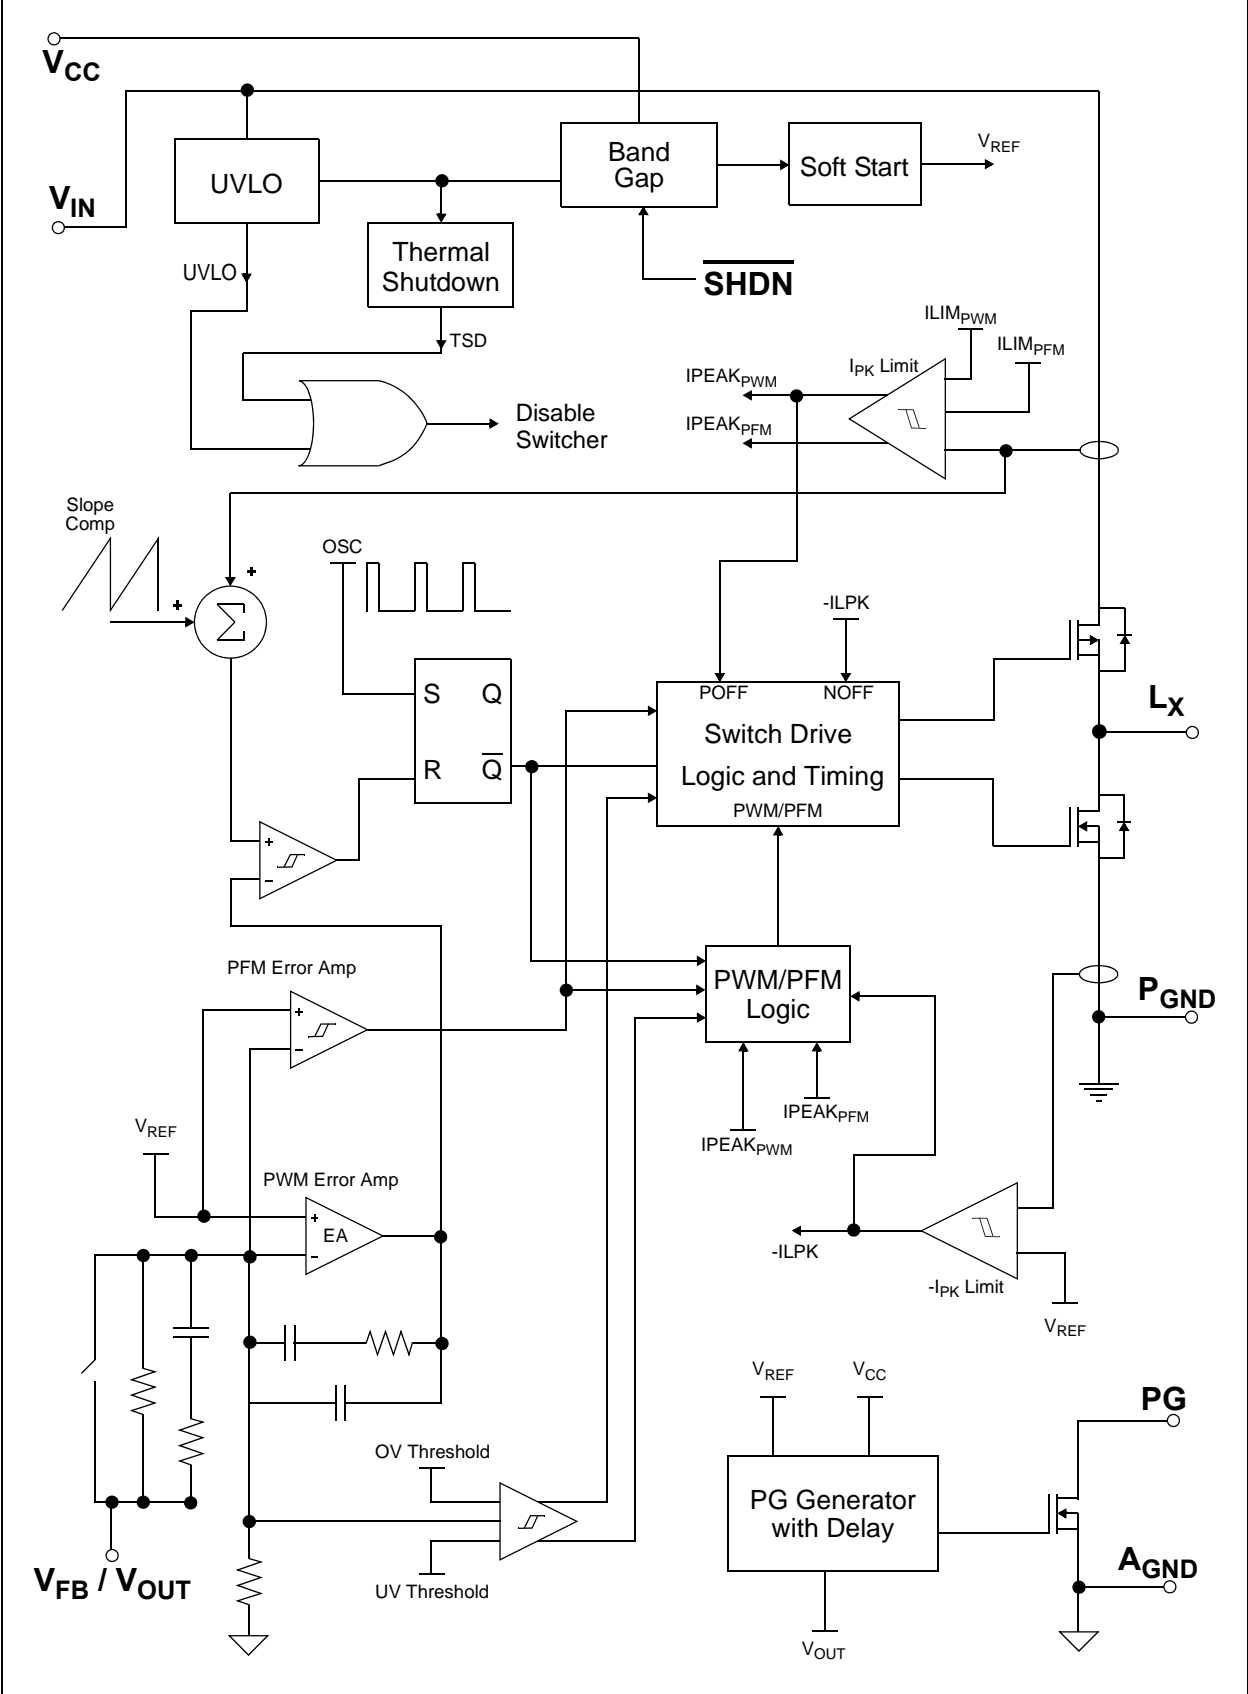 VCC
Band
Gap
Soft Start
VREF
UVLO
VIN
Thermal
Shutdown
UVLO
SHDN
TSD
ILIMPWM
ILIMPFM
IPK Limit
IPEAKPWM
IPEAKPFM
Disable
Switcher
Slope
Comp
OSC
+
+
Σ
-ILPK
S Q
POFF NOFF
LX
Switch Drive
R Q
Logic and Timing
PWM/PFM
+
−
PFM Error Amp
PWM/PFM
Logic
PGND
+
−
IPEAKPFM
VREF
IPEAKPWM
PWM Error Amp
+
EA
−
-ILPK
-IPK Limit
VREF
VREF
VCC
PG
OV Threshold
PG Generator
with Delay
VFB / VOUT
UV Threshold
AGND
VOUT